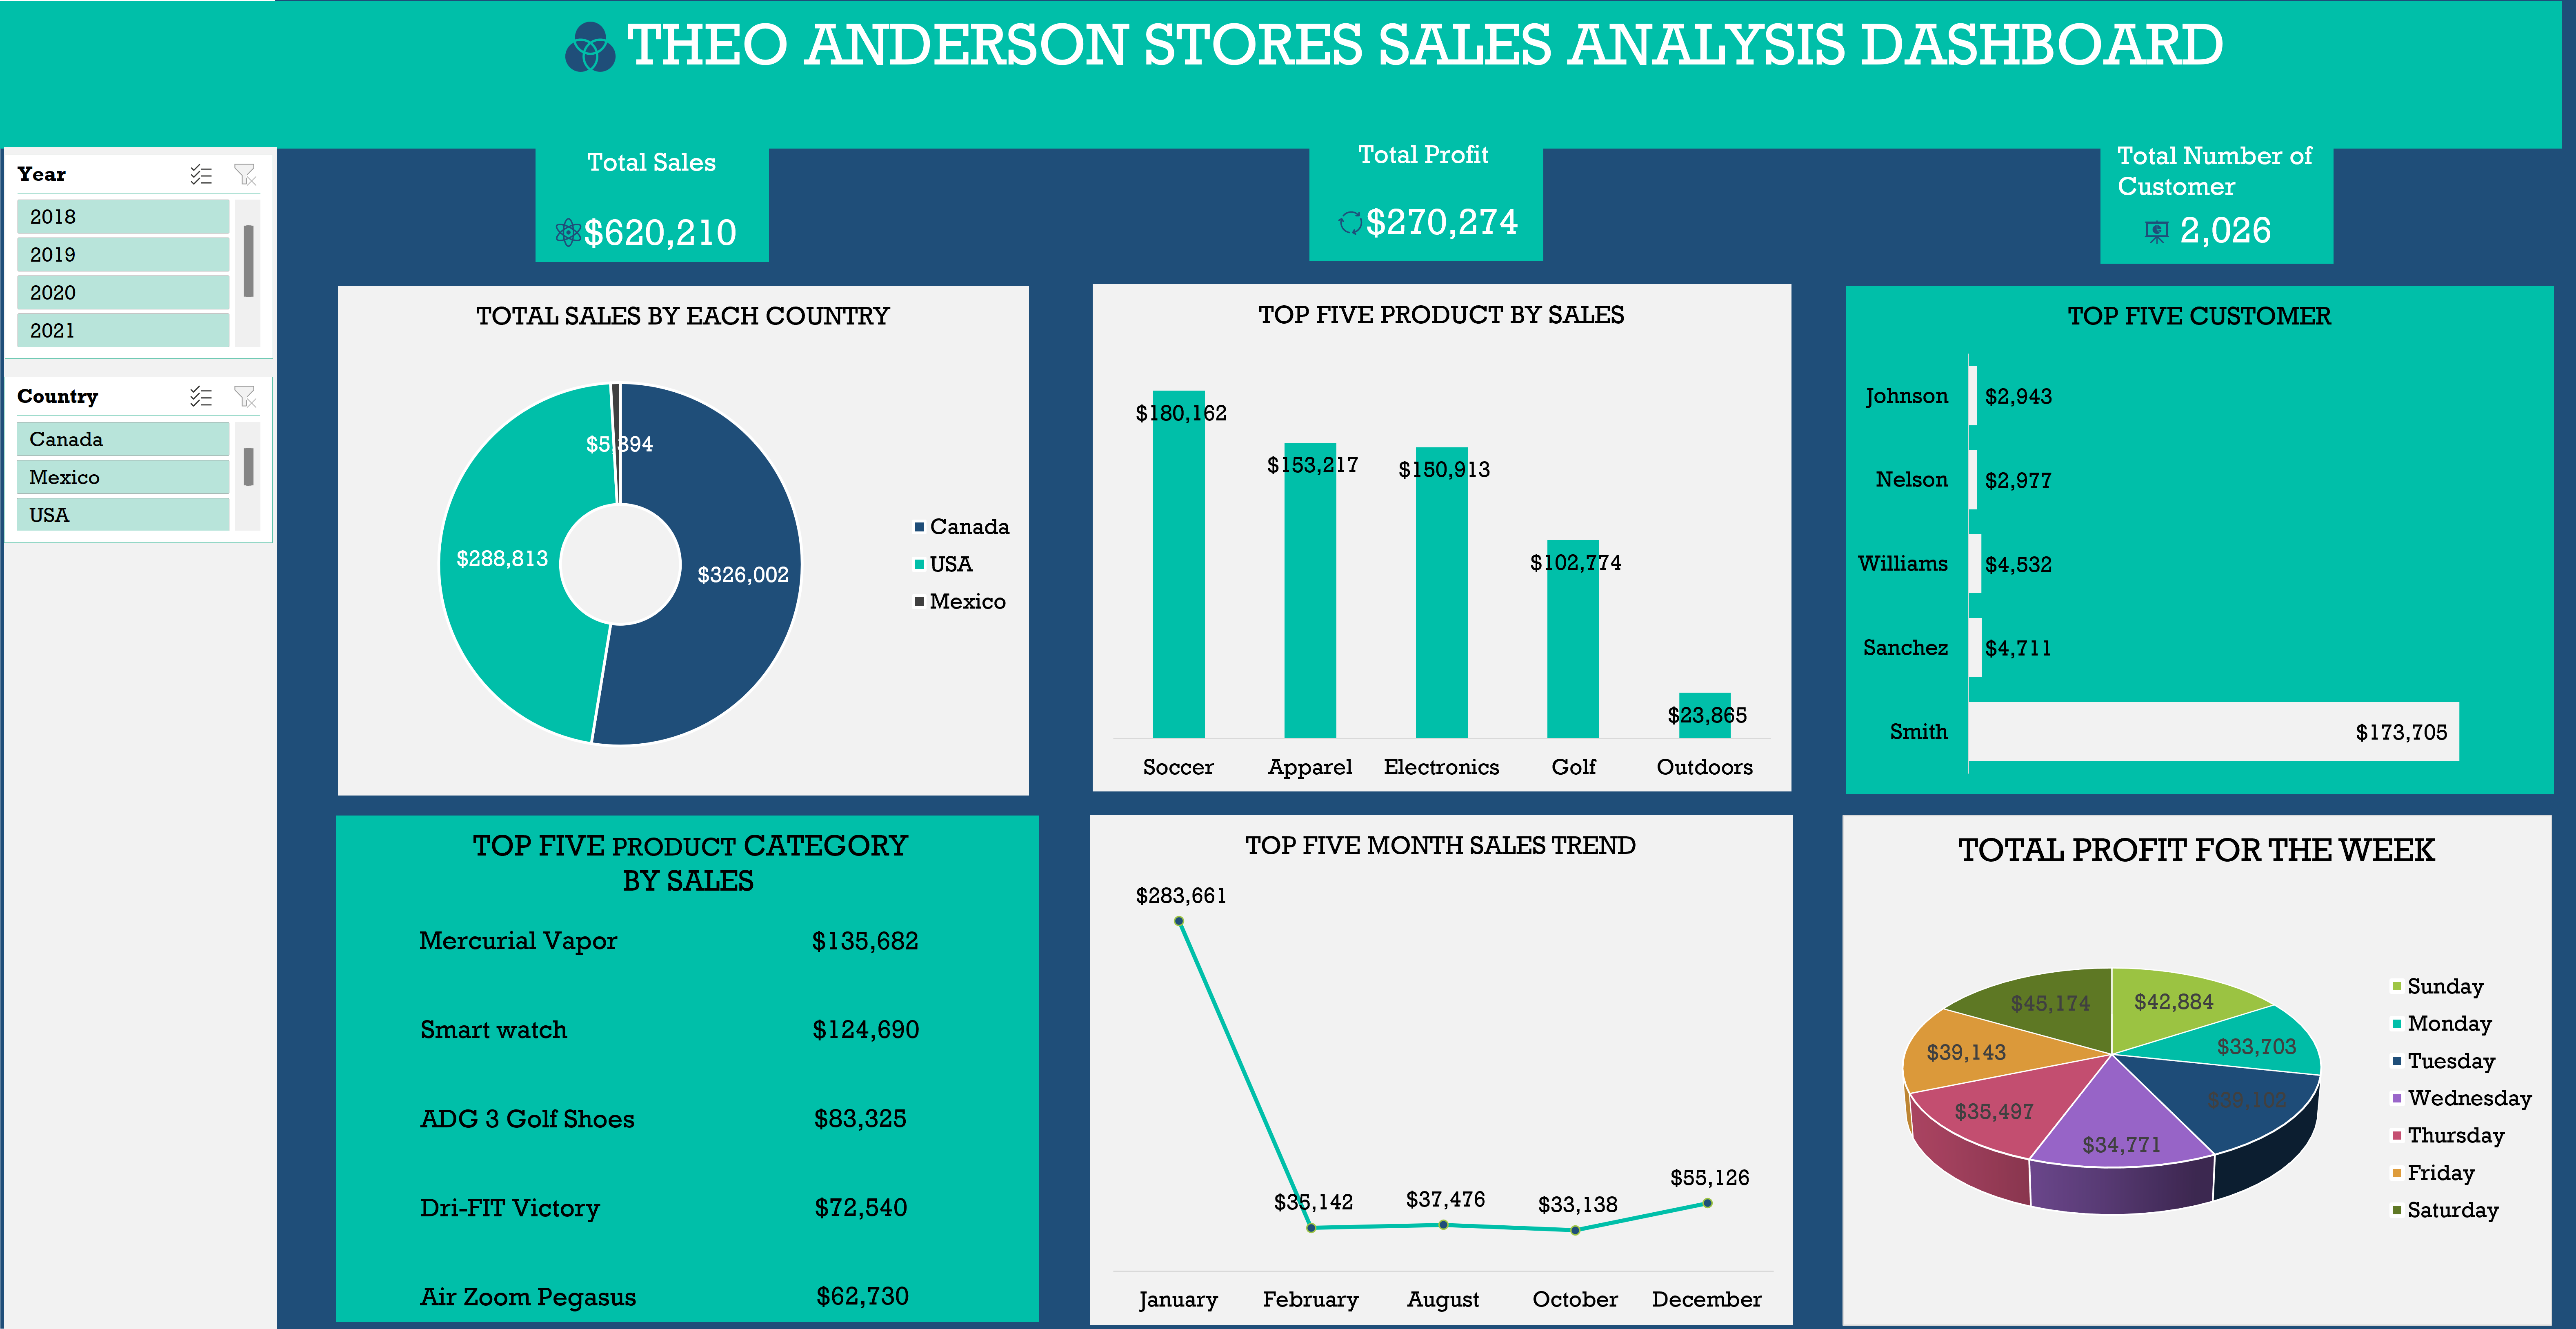 THEO ANDERSON STORES SALES ANALYSIS DASHBOARD
Total Sales
$620,210
Total Profit
$270,274
Total Number of
Customer
2,026
Year
2018
2019
2020
2021
Country
Canada
Mexico
USA
TOTAL SALES BY EACH COUNTRY
$5,394
$288,813
$326,002
Canada
USA
Mexico
TOP FIVE PRODUCT BY SALES
$180,162
$153,217
$150,913
$102,774
$23,865
Soccer
Apparel
Electronics
Golf
Outdoors
TOP FIVE CUSTOMER
Johnson $2,943
Nelson $2,977
Williams $4,532
Sanchez $4,711
Smith $173,705
TOP FIVE PRODUCT CATEGORY
BY SALES
Mercurial Vapor $135,682
Smart watch $124,690
ADG 3 Golf Shoes $83,325
Dri-FIT Victory $72,540
Air Zoom Pegasus $62,730
TOP FIVE MONTH SALES TREND
$283,661
$35,142
$37,476
$33,138
$55,126
January
February
August
October
December
TOTAL PROFIT FOR THE WEEK
$45,174
$42,884
$39,143
$33,703
$39,102
$35,497
$34,771
Sunday
Monday
Tuesday
Wednesday
Thursday
Friday
Saturday